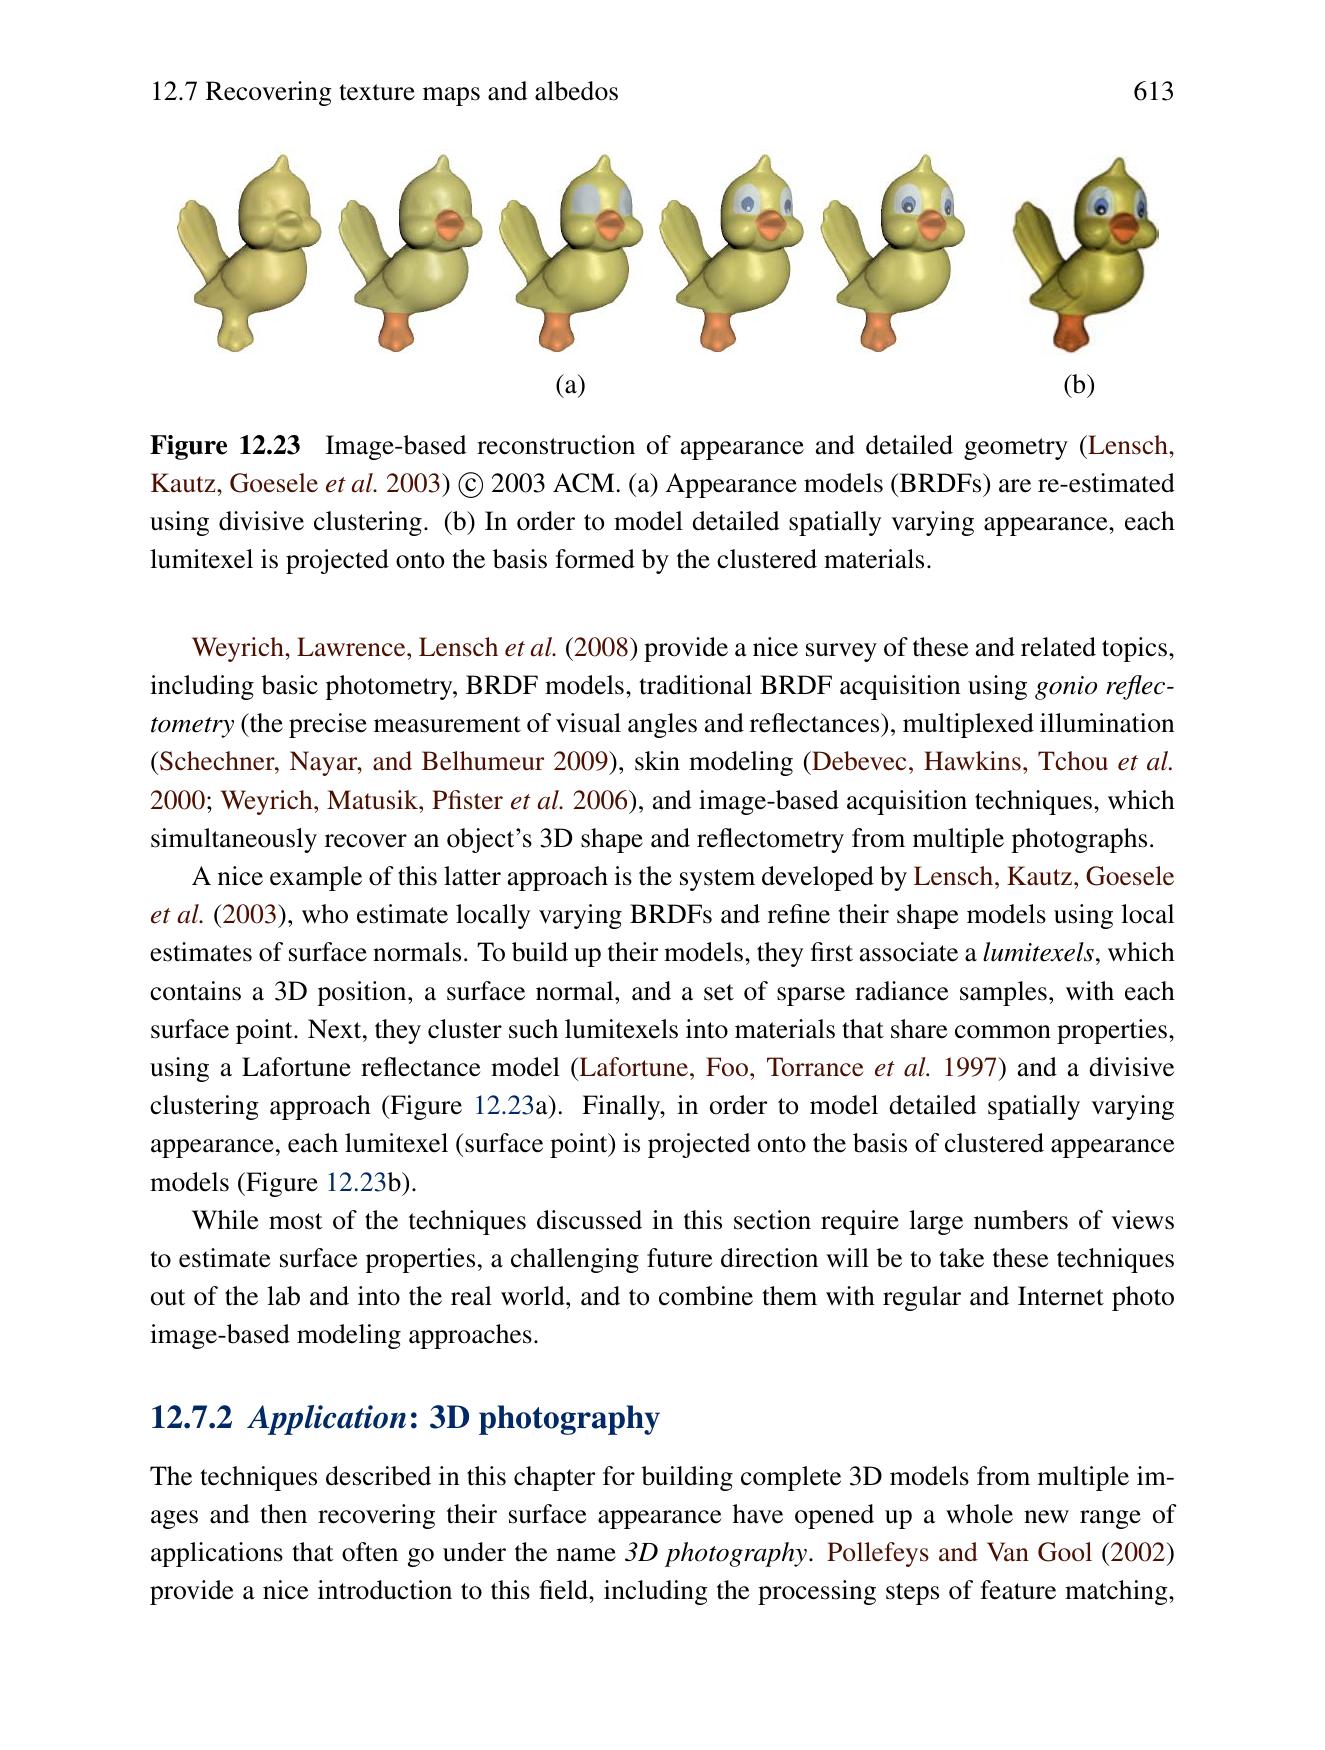 12.7 Recovering texture maps and albedos 613
(a) (b)
Figure 12.23 Image-based reconstruction of appearance and detailed geometry (Lensch,
Kautz, Goesele et al. 2003) © 2003 ACM. (a) Appearance models (BRDFs) are re-estimated
using divisive clustering. (b) In order to model detailed spatially varying appearance, each
lumitexel is projected onto the basis formed by the clustered materials.
Weyrich, Lawrence, Lensch et al. (2008) provide a nice survey of these and related topics,
including basic photometry, BRDF models, traditional BRDF acquisition using gonio reflec-
tometry (the precise measurement of visual angles and reflectances), multiplexed illumination
(Schechner, Nayar, and Belhumeur 2009), skin modeling (Debevec, Hawkins, Tchou et al.
2000; Weyrich, Matusik, Pfister et al. 2006), and image-based acquisition techniques, which
simultaneously recover an object's 3D shape and reflectometry from multiple photographs.
A nice example of this latter approach is the system developed by Lensch, Kautz, Goesele
et al. (2003), who estimate locally varying BRDFs and refine their shape models using local
estimates of surface normals. To build up their models, they first associate a lumitexels, which
contains a 3D position, a surface normal, and a set of sparse radiance samples, with each
surface point. Next, they cluster such lumitexels into materials that share common properties,
using a Lafortune reflectance model (Lafortune, Foo, Torrance et al. 1997) and a divisive
clustering approach (Figure 12.23a). Finally, in order to model detailed spatially varying
appearance, each lumitexel (surface point) is projected onto the basis of clustered appearance
models (Figure 12.23b).
While most of the techniques discussed in this section require large numbers of views
to estimate surface properties, a challenging future direction will be to take these techniques
out of the lab and into the real world, and to combine them with regular and Internet photo
image-based modeling approaches.
12.7.2 Application: 3D photography
The techniques described in this chapter for building complete 3D models from multiple im-
ages and then recovering their surface appearance have opened up a whole new range of
applications that often go under the name 3D photography. Pollefeys and Van Gool (2002)
provide a nice introduction to this field, including the processing steps of feature matching,